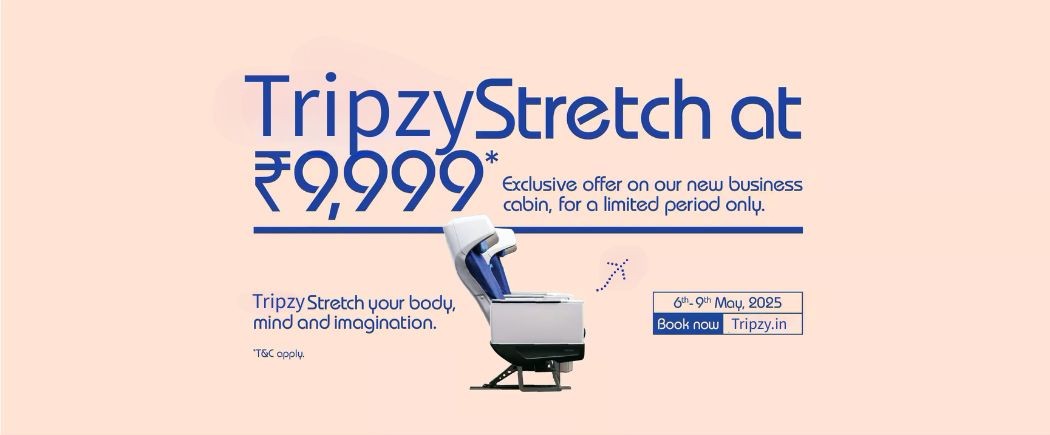 TripzyStretch at
₹9,999*
Exclusive offer on our new business
cabin, for a limited period only.
Tripzy Stretch your body,
mind and imagination.
*T&C apply.
6th-9th May, 2025
Book now Tripzy.in